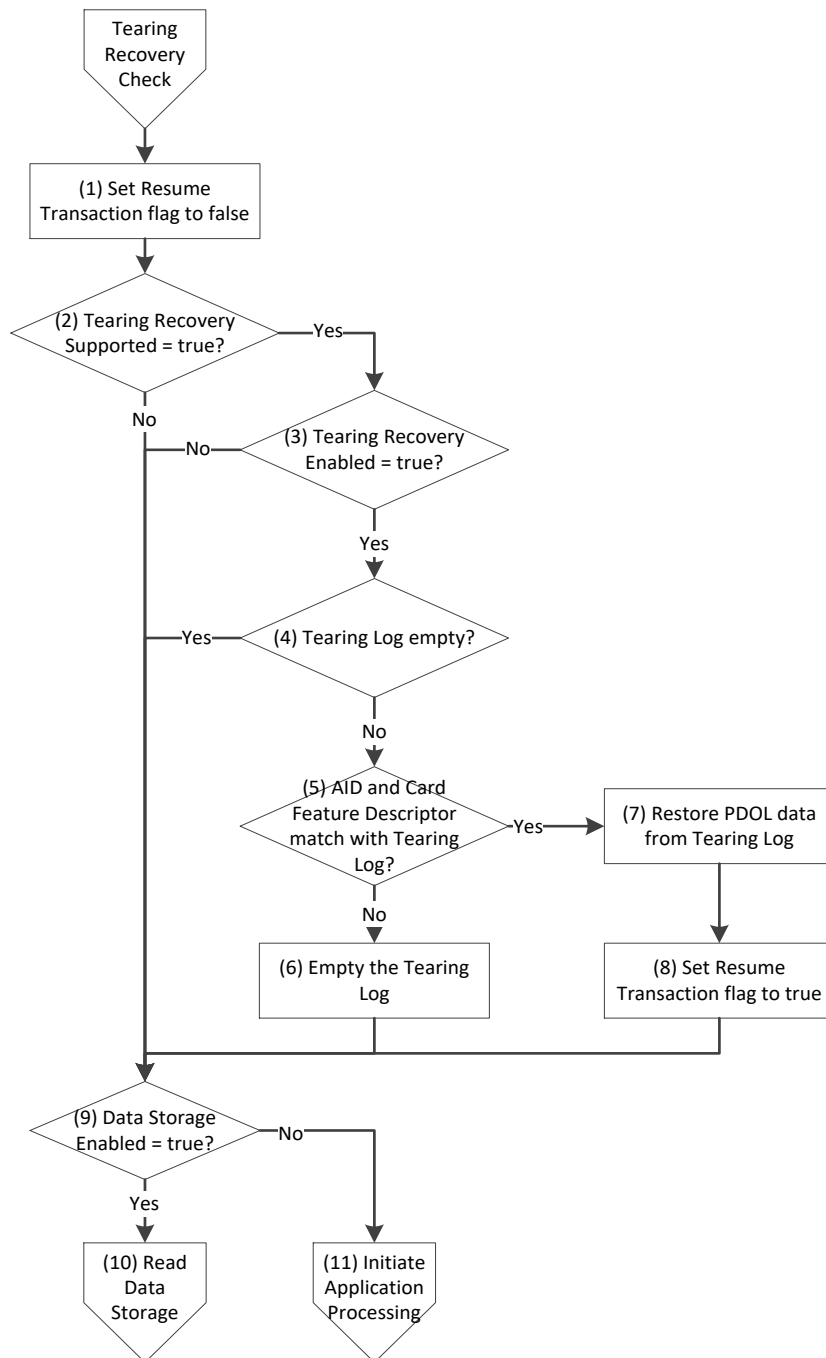 Tearing
Recovery
Check
(1) Set Resume
Transaction flag to false
(2) Tearing Recovery
Supported = true?
Yes
No
(3) Tearing Recovery
Enabled = true?
No
Yes
(4) Tearing Log empty?
Yes
No
(5) AID and Card
Feature Descriptor
match with Tearing
Log?
Yes
(7) Restore PDOL data
from Tearing Log
No
(6) Empty the Tearing
Log
(8) Set Resume
Transaction flag to true
(9) Data Storage
Enabled = true?
No
Yes
(10) Read
Data
Storage
(11) Initiate
Application
Processing